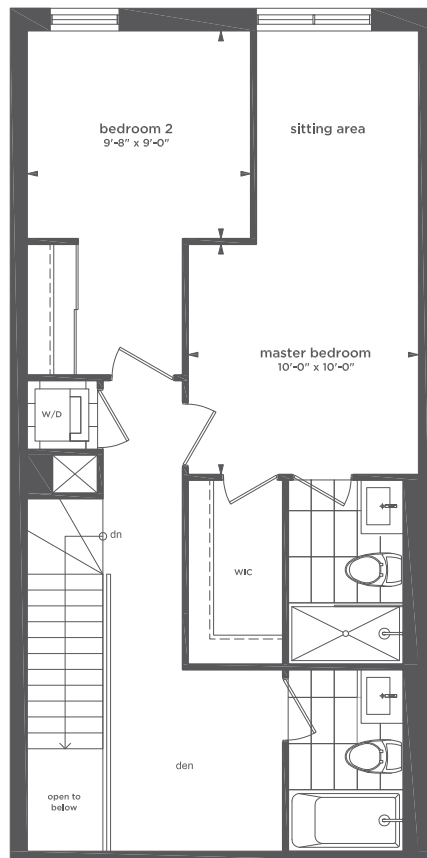 bedroom 2
9'-8" x 9'-0"
sitting area
master bedroom
10'-0" x 10'-0"
W/D
dn
WIC
den
open to
below